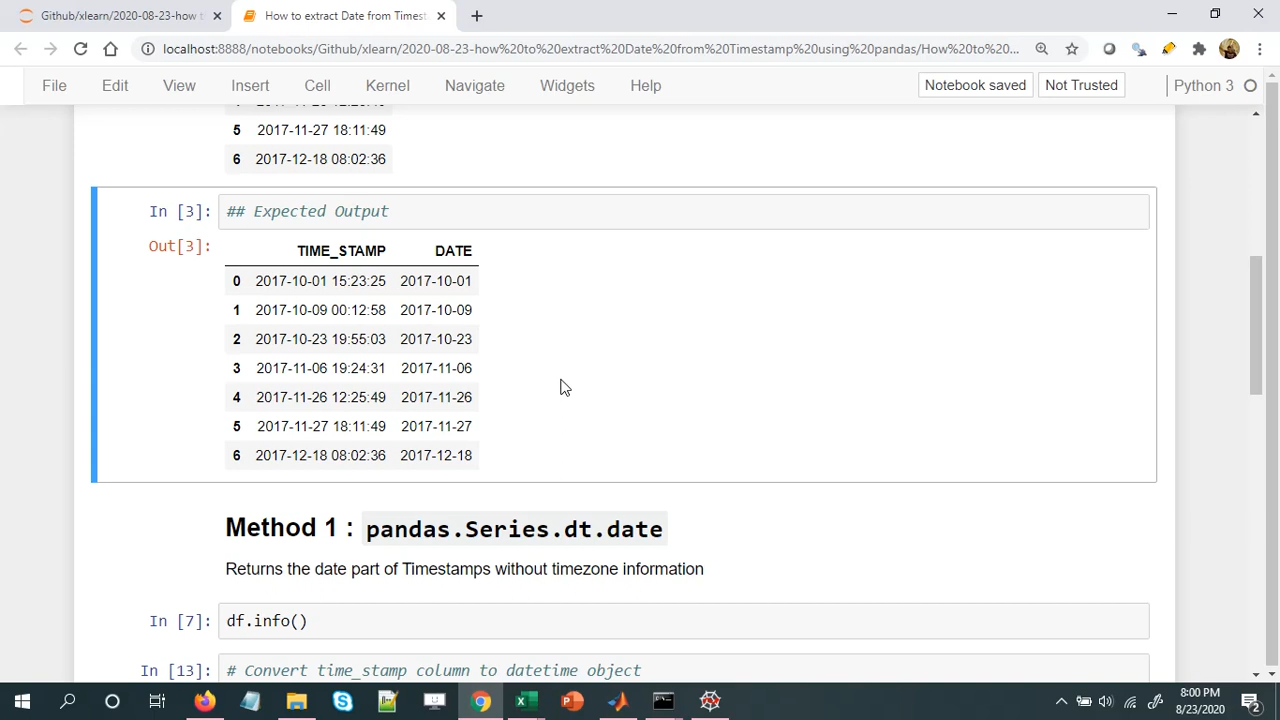 Github/xlearn/2020-08-23-how t
How to extract Date from Timest
localhost:8888/notebooks/Github/xlearn/2020-08-23-how%20to%20extract%20Date%20from%20Timestamp%20using%20pandas/How%20to%20...
File Edit View Insert Cell Kernel Navigate Widgets Help Notebook saved Not Trusted Python 3
5 2017-11-27 18:11:49
6 2017-12-18 08:02:36
In [3]: ## Expected Output
Out[3]:
TIME_STAMP DATE
0 2017-10-01 15:23:25 2017-10-01
1 2017-10-09 00:12:58 2017-10-09
2 2017-10-23 19:55:03 2017-10-23
3 2017-11-06 19:24:31 2017-11-06
4 2017-11-26 12:25:49 2017-11-26
5 2017-11-27 18:11:49 2017-11-27
6 2017-12-18 08:02:36 2017-12-18
Method 1 : pandas.Series.dt.date
Returns the date part of Timestamps without timezone information
In [7]: df.info()
In [13]: # Convert time_stamp column to datetime object
8:00 PM
8/23/2020
2